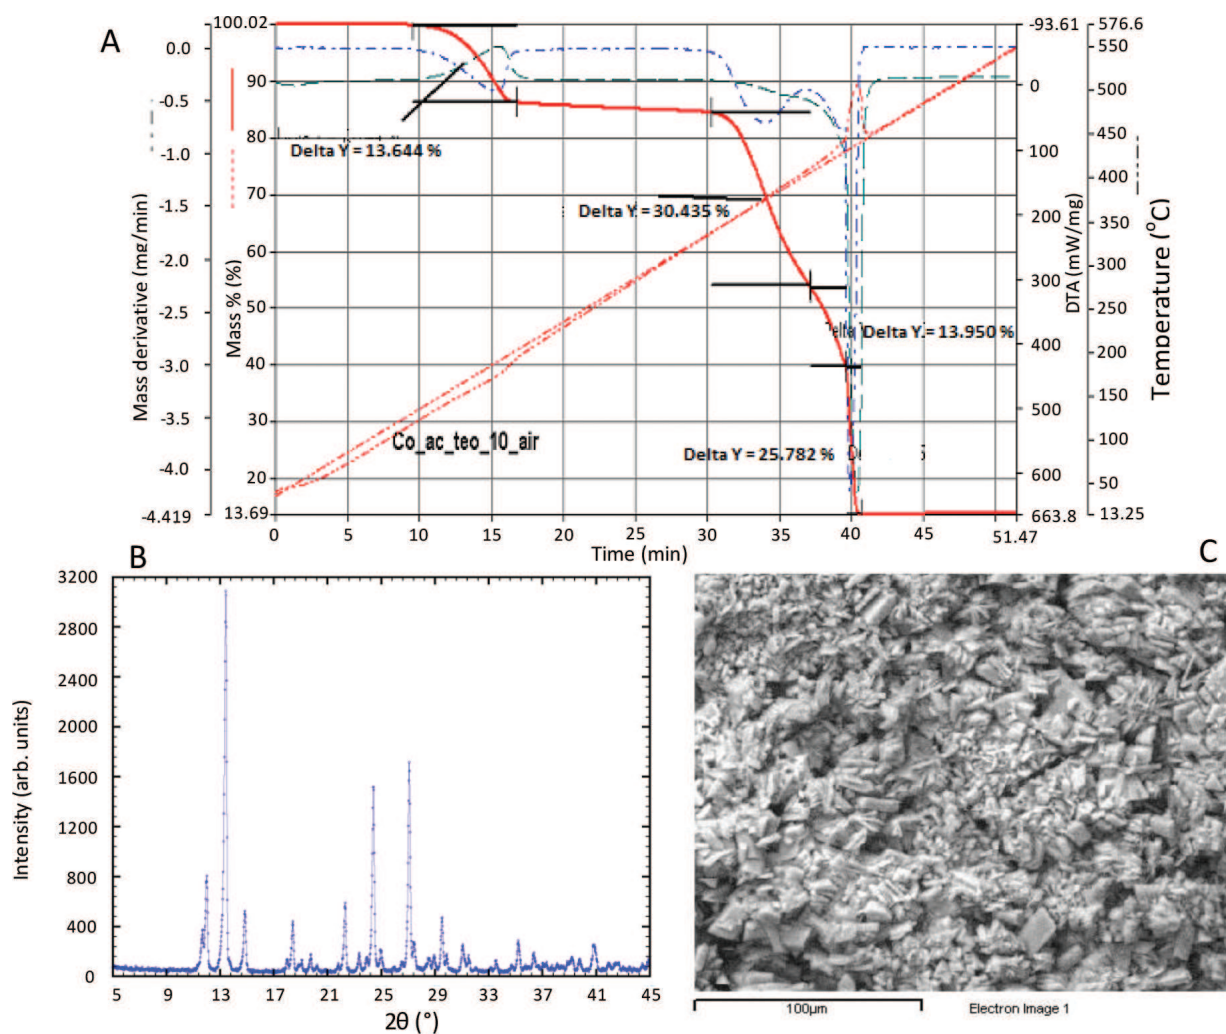 A
100.02
-93.61
576.6
0.0
550
90
0
500
-0.5
80
450
-1.0
Delta Y = 13.644 %
100
400
70
-1.5
Delta Y = 30.435 %
200
350
60
-2.0
300
300
50
-2.5
Delta Y = 13.950 %
250
40
400
-3.0
200
30
500
-3.5
150
Co_ac_teo_10_air
100
Delta Y = 25.782 %
20
600
-4.0
50
-4.419
13.69
663.8
13.25
Mass derivative (mg/min)
Mass % (%)
DTA (mW/mg)
Temperature (°C)
0 5 10 15 20 25 30 35 40 45 51.47
Time (min)
B
3200
2800
2400
2000
1600
1200
800
400
0
Intensity (arb. units)
5 9 13 17 21 25 29 33 37 41 45
2θ (°)
C
100µm
Electron Image 1